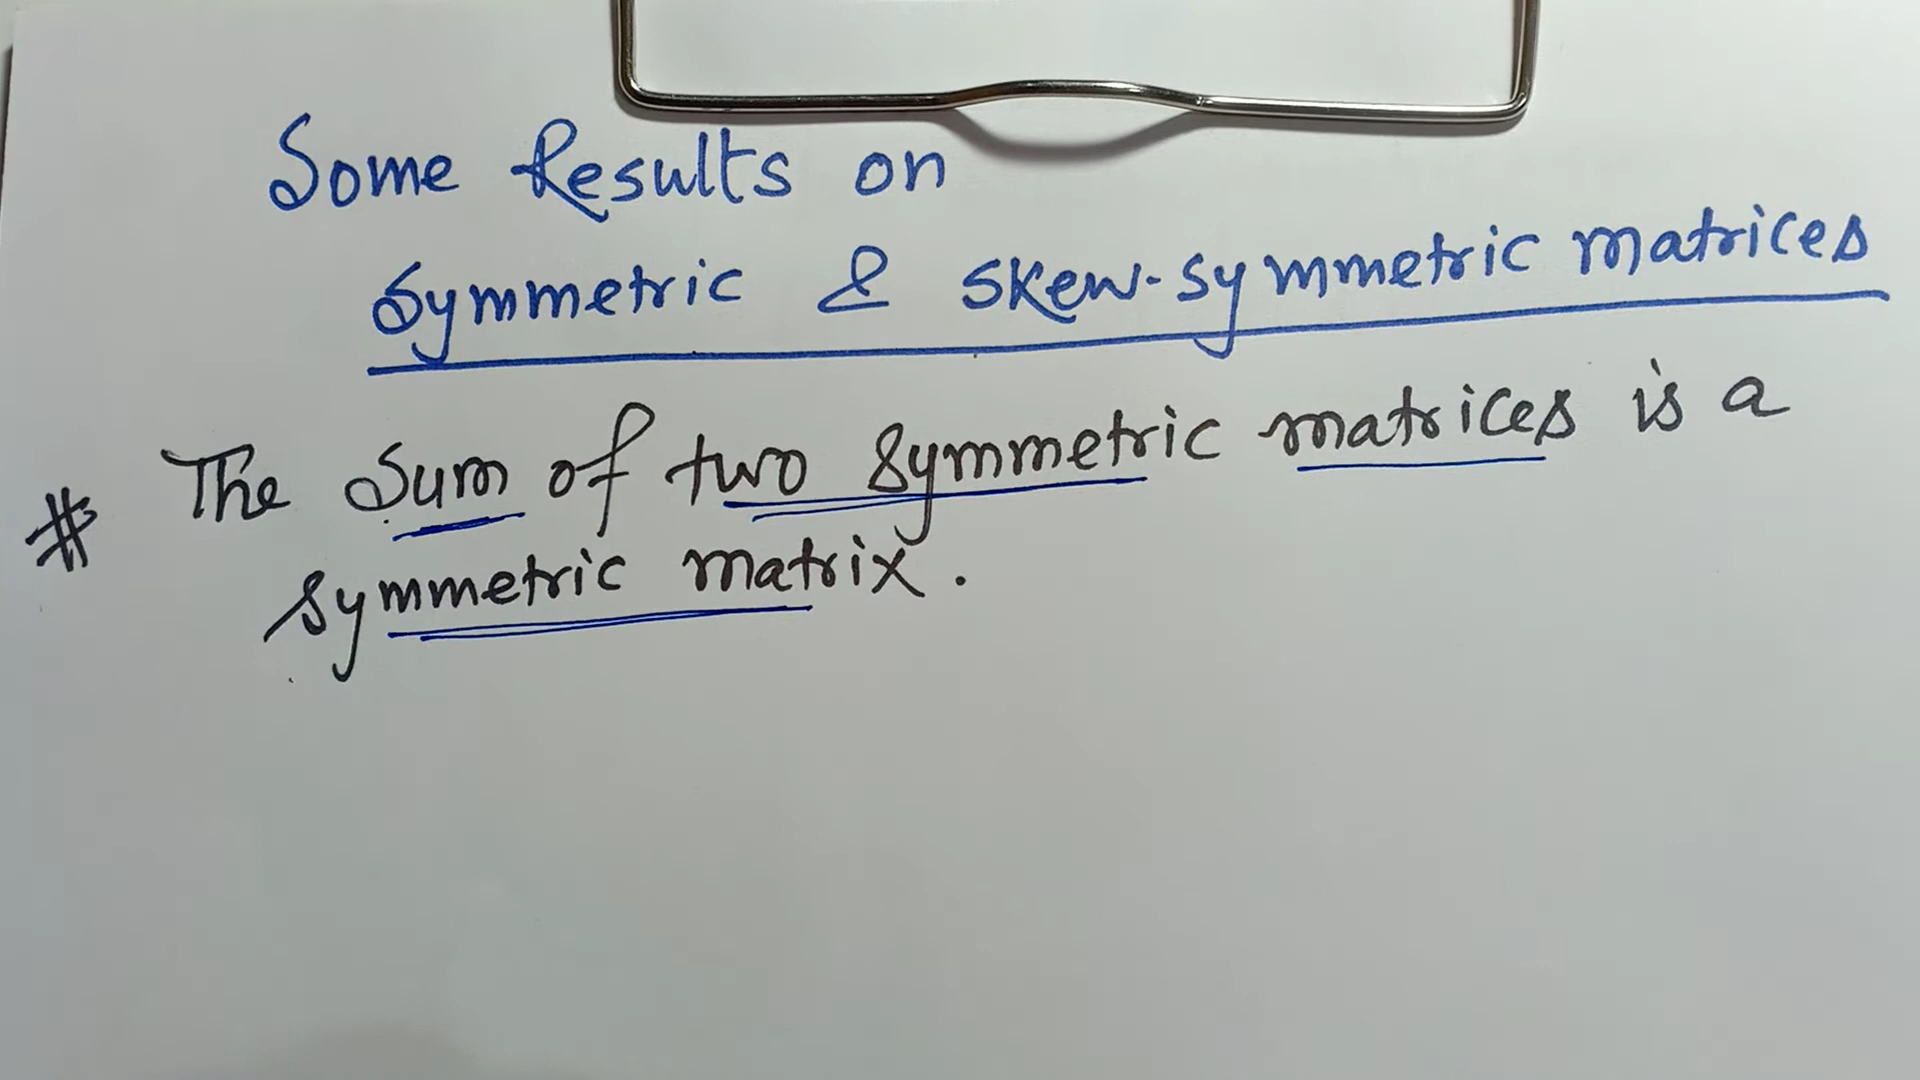 Some Results on
Symmetric & Skew-Symmetric matrices
# The Sum of two Symmetric matrices is a
symmetric matrix.